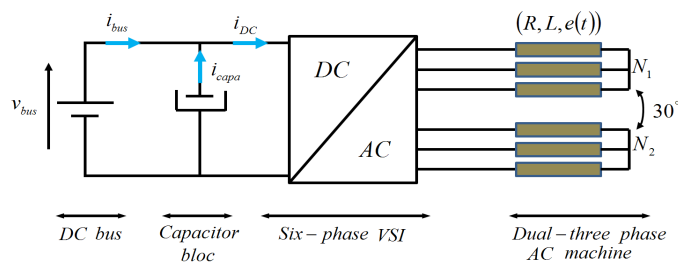 i_bus
i_DC
(R, L, e(t))
i_capa
v_bus
DC
AC
N_1
30°
N_2
DC bus
Capacitor
bloc
Six-phase VSI
Dual-three phase
AC machine